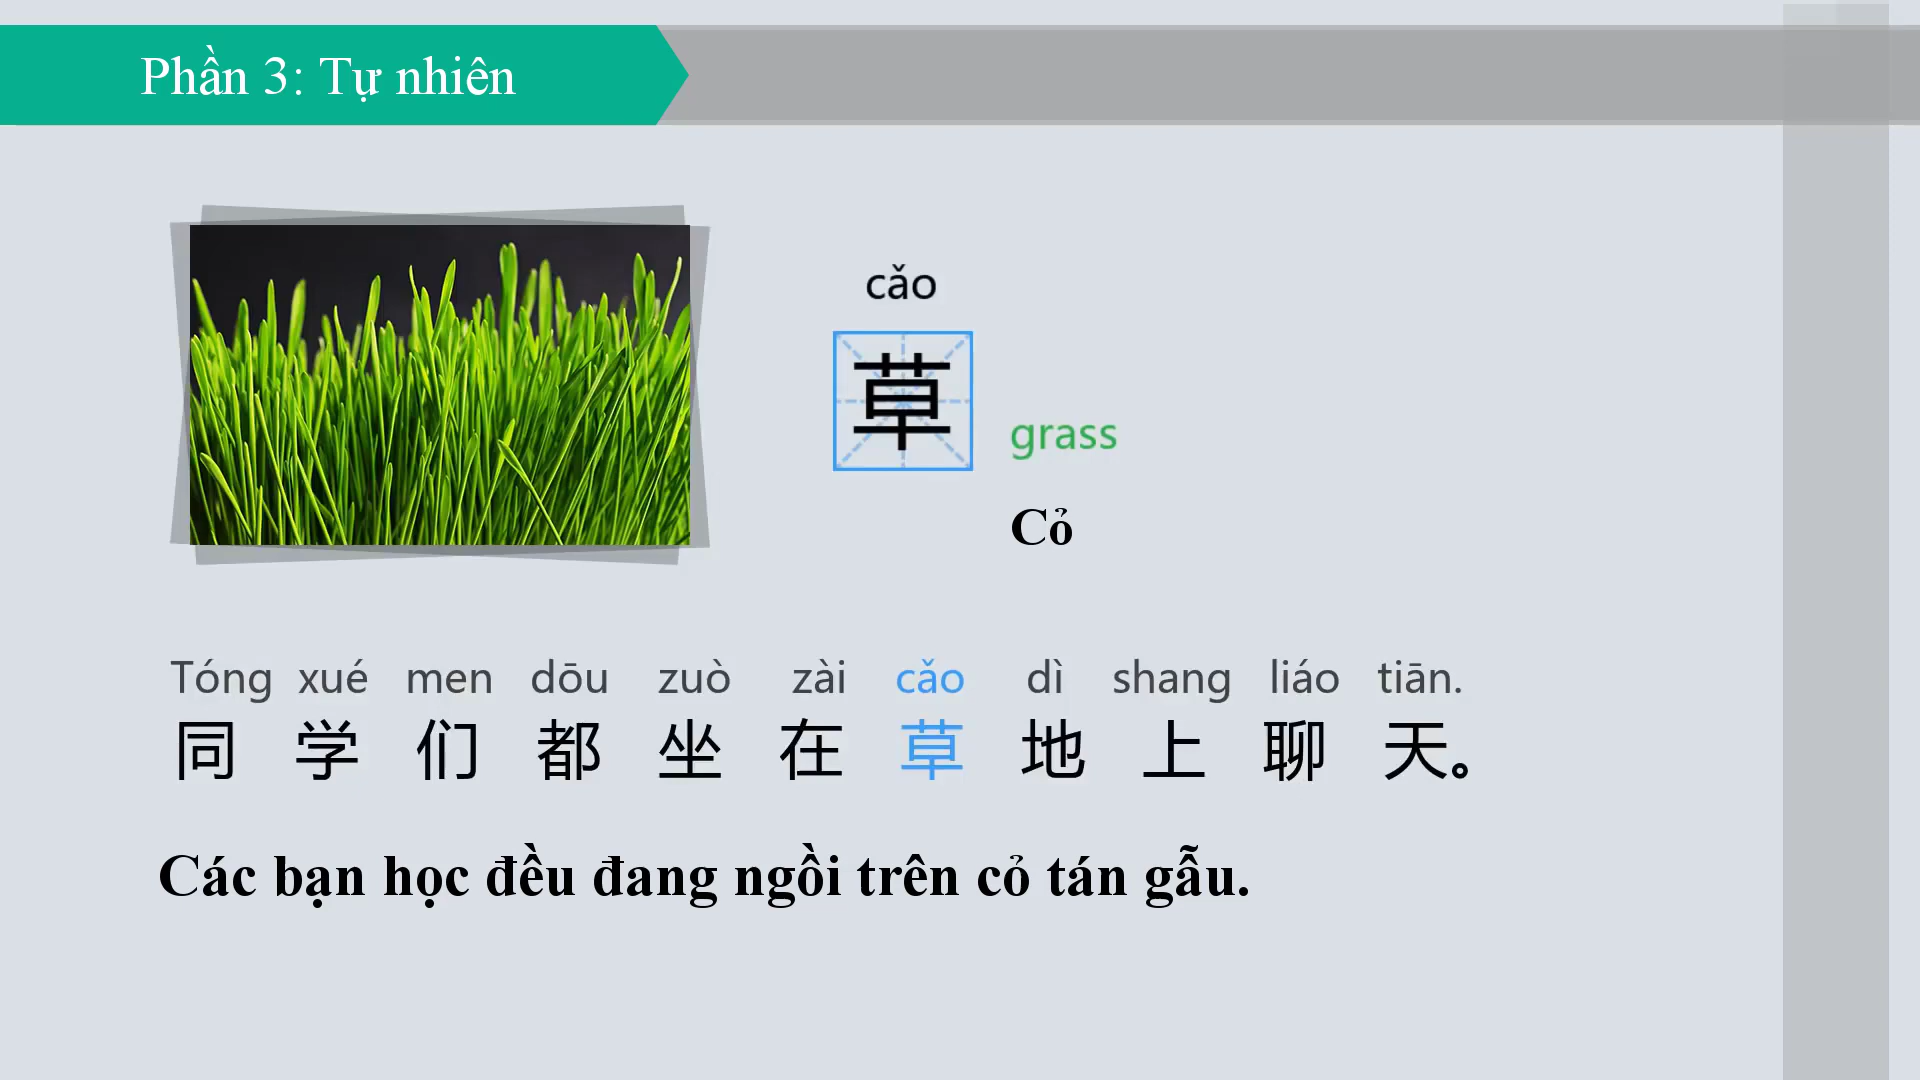 Phần 3: Tự nhiên
cǎo
草
grass
Cỏ
Tóng xué men dōu zuò zài cǎo dì shang liáo tiān.
同学们都坐在草地上聊天。
Các bạn học đều đang ngồi trên cỏ tán gẫu.